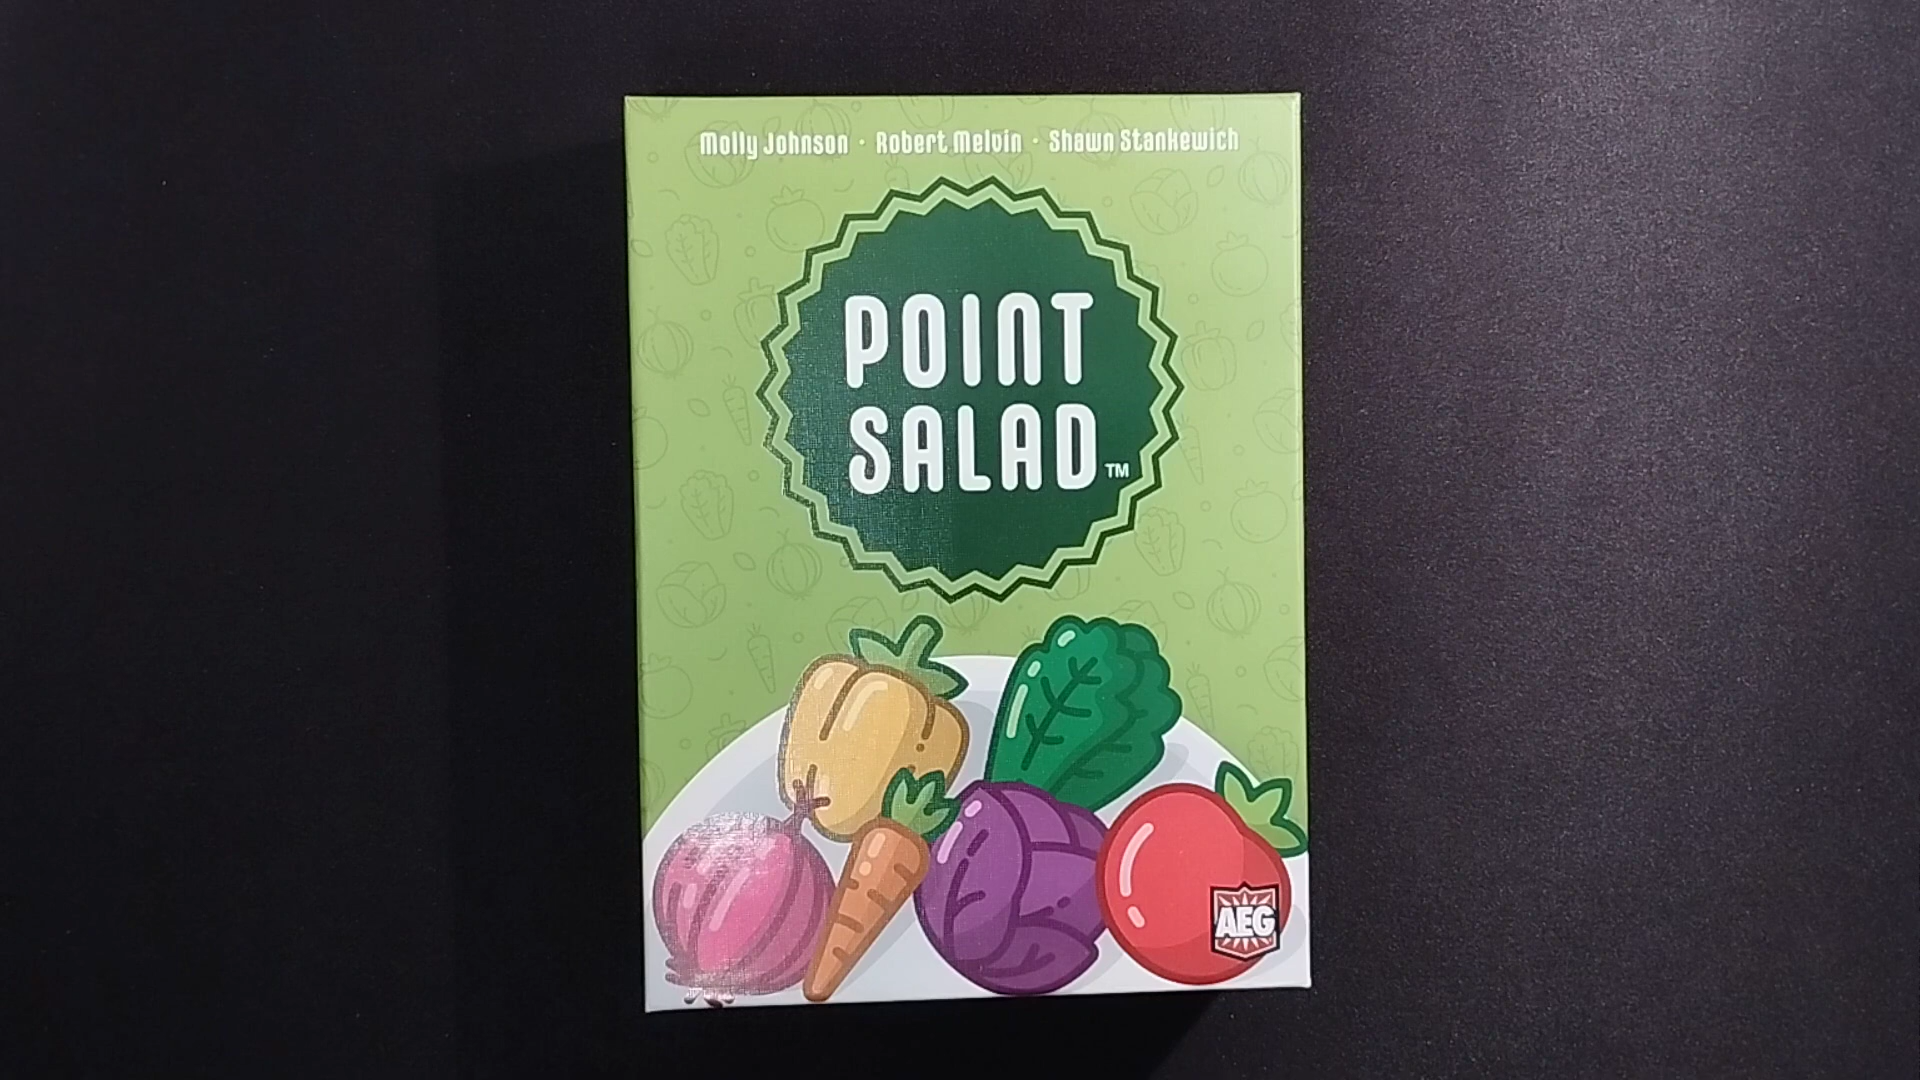 Molly Johnson · Robert Melvin · Shawn Stankewich
POINT
SALAD™
AEG